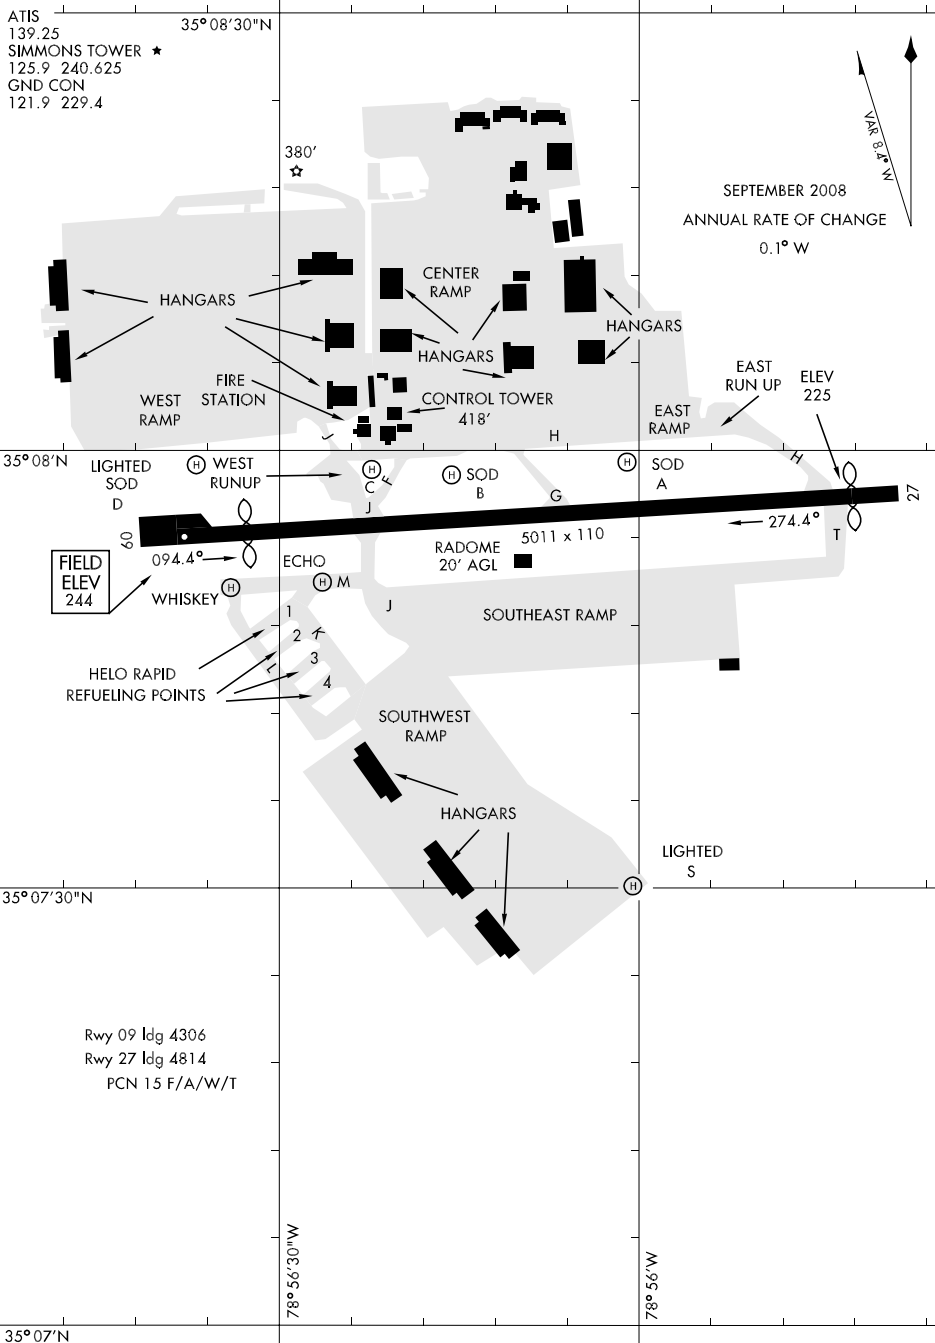 ATIS
139.25
SIMMONS TOWER ★
125.9 240.625
GND CON
121.9 229.4
35°08'30"N
VAR 8.4° W
380'
SEPTEMBER 2008
ANNUAL RATE OF CHANGE
0.1° W
CENTER
RAMP
HANGARS
HANGARS
HANGARS
FIRE
STATION
WEST
RAMP
CONTROL TOWER
418'
EAST
RAMP
EAST
RUN UP
ELEV
225
J
H
H
35°08'N
LIGHTED
SOD
D
H
WEST
RUNUP
H
C
F
J
H
SOD
B
G
H
SOD
A
27
09
094.4°
274.4°
5011 x 110
T
RADOME
20' AGL
FIELD
ELEV
244
ECHO
WHISKEY
H
H
M
J
SOUTHEAST RAMP
1
2
K
3
L
4
HELO RAPID
REFUELING POINTS
SOUTHWEST
RAMP
HANGARS
LIGHTED
S
H
35°07'30"N
Rwy 09 ldg 4306
Rwy 27 ldg 4814
PCN 15 F/A/W/T
78°56'30"W
78°56'W
35°07'N